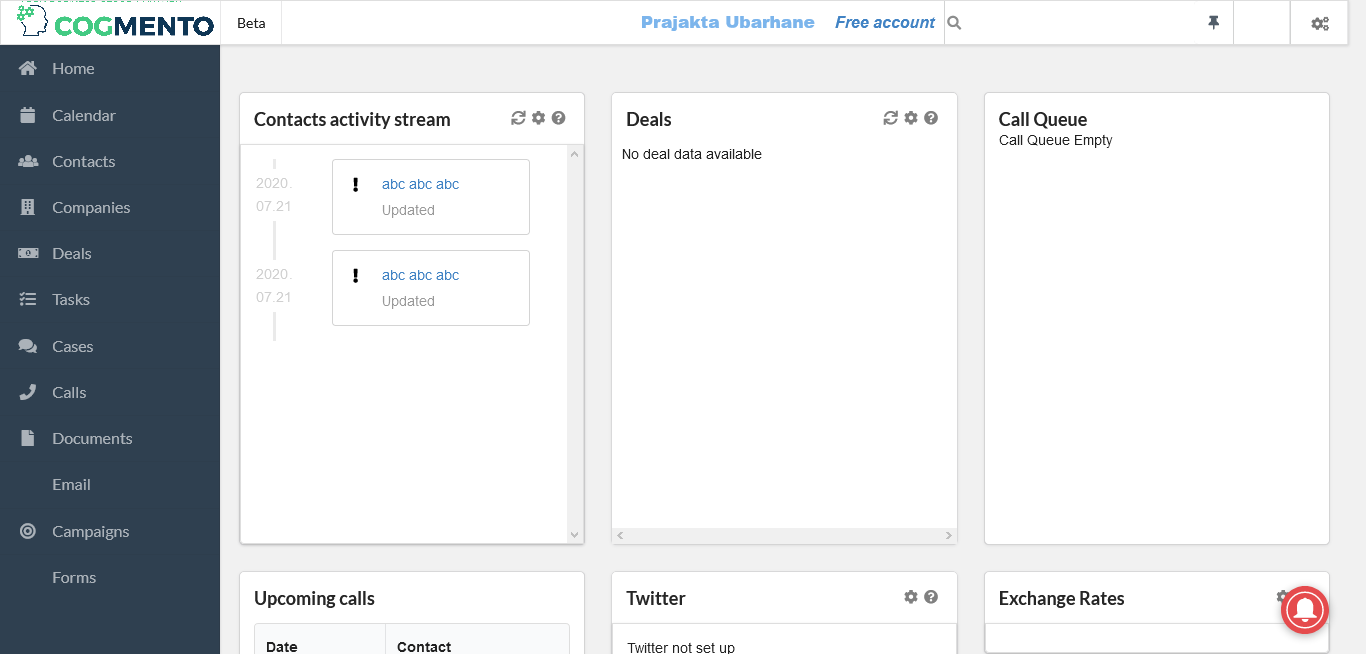 COGMENTO
Beta
Prajakta Ubarhane Free account
Home
Calendar
Contacts
Companies
Deals
Tasks
Cases
Calls
Documents
Email
Campaigns
Forms
Contacts activity stream
2020.
07.21
abc abc abc
Updated
2020.
07.21
abc abc abc
Updated
Deals
No deal data available
Call Queue
Call Queue Empty
Upcoming calls
Date Contact
Twitter
Twitter not set up
Exchange Rates